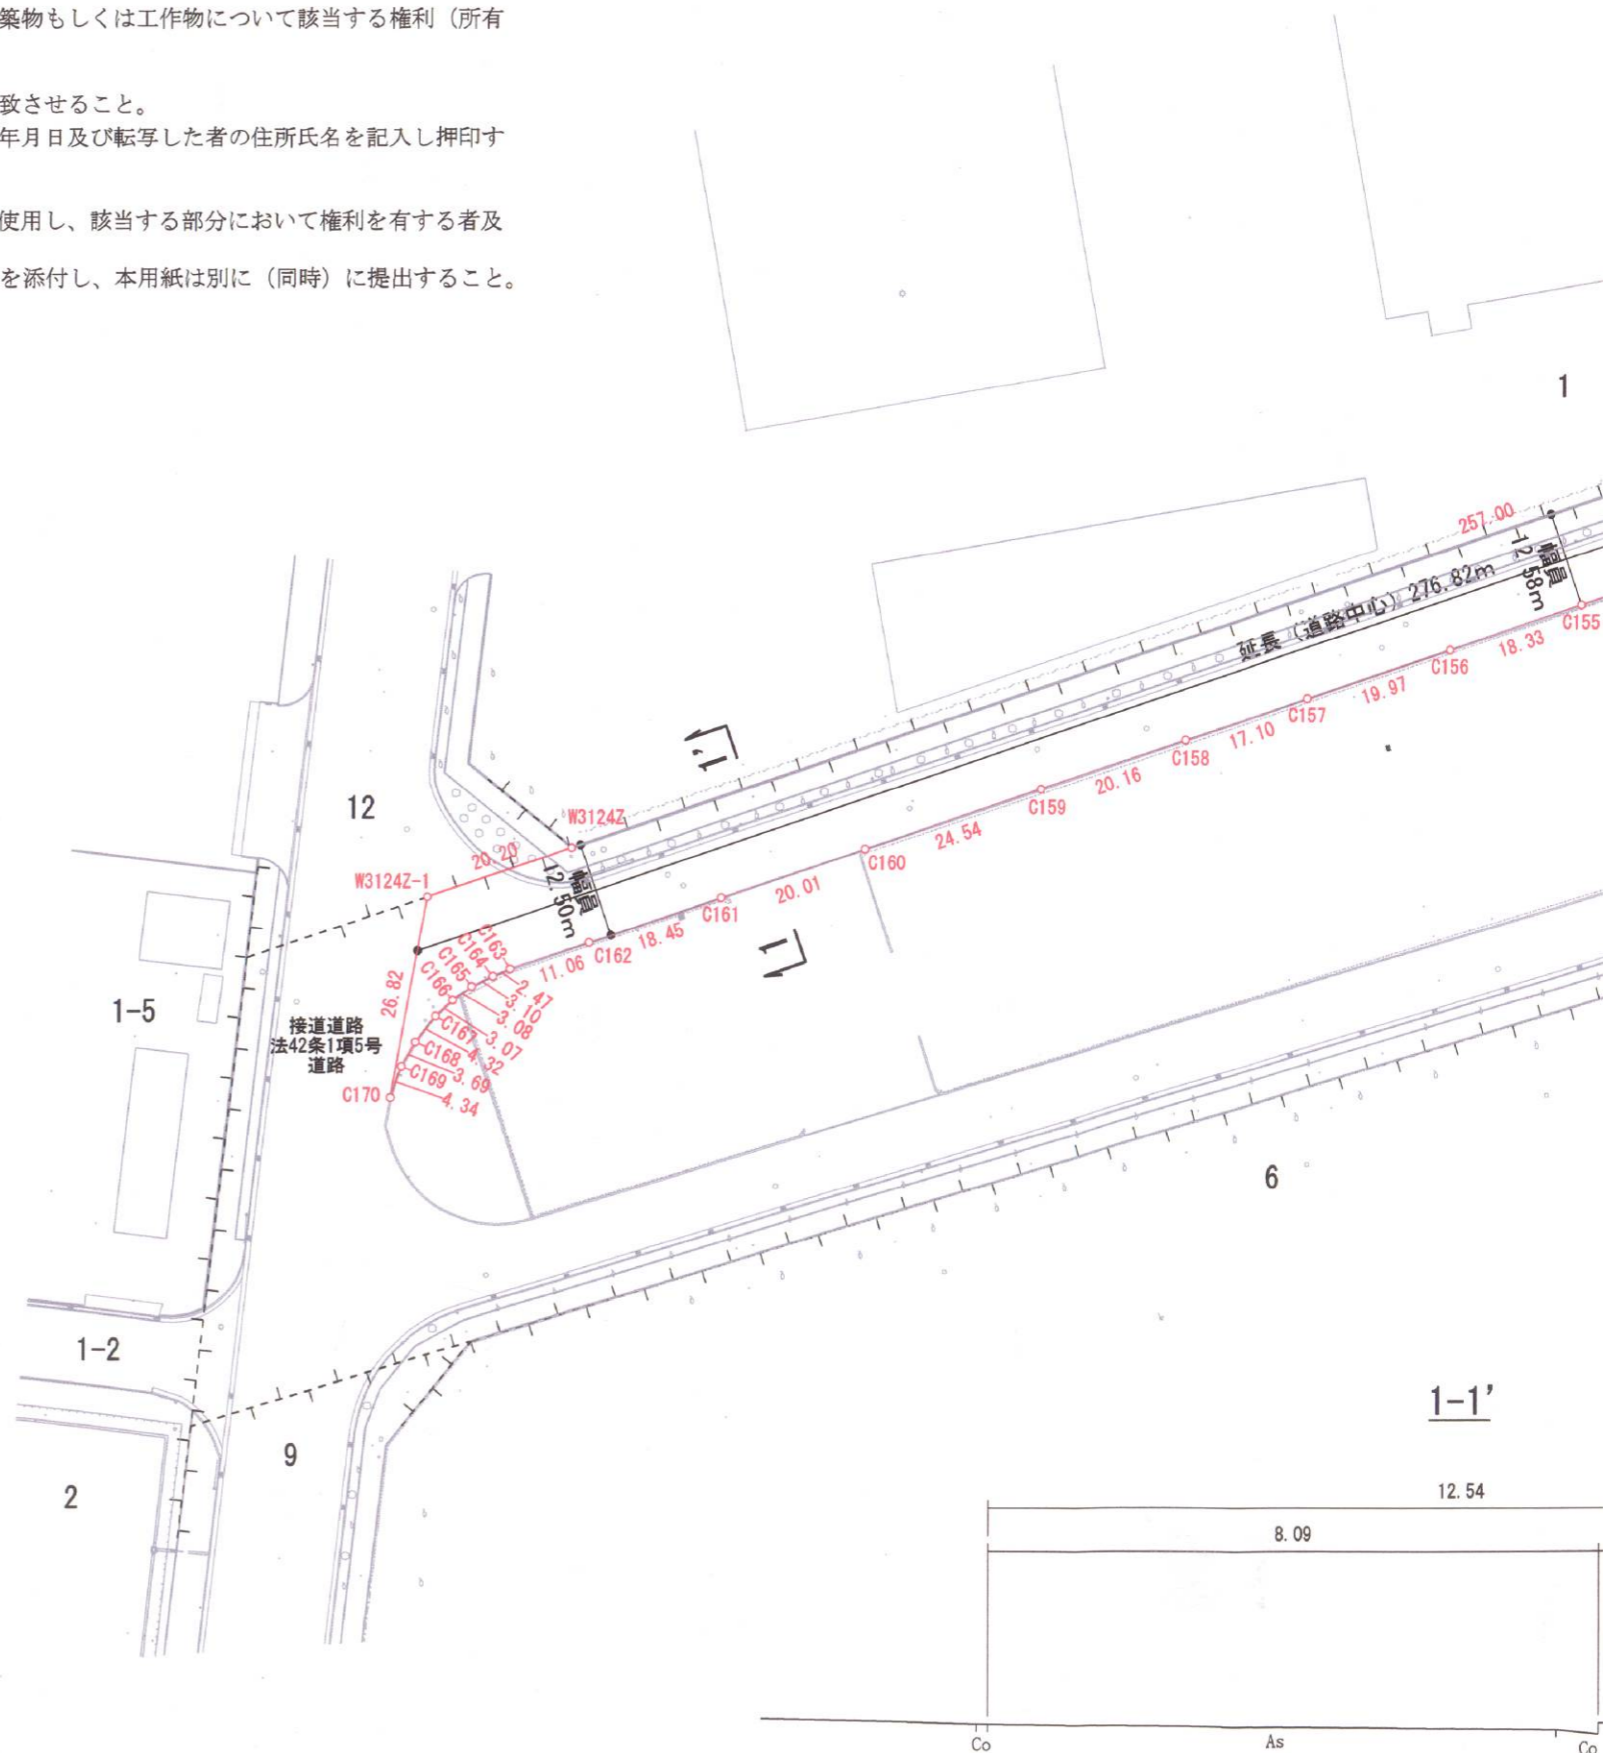 築物もしくは工作物について該当する権利（所有
致させること。
年月日及び転写した者の住所氏名を記入し押印す
使用し、該当する部分において権利を有する者及
を添付し、本用紙は別に（同時）に提出すること。
1
257.00
幅員
12.58m
延長（道路中心）276.82m
C155
18.33
C156
19.97
C157
17.10
C158
20.16
C159
24.54
C160
20.01
C161
18.45
C162
11.06
1'
1
12
W3124Z
20.20
W3124Z-1
幅員
12.50m
C163
C164
C165
C166
2.47
3.10
3.08
3.07
C167
4.32
C168
3.69
C169
4.34
C170
26.82
1-5
接道道路
法42条1項5号
道路
6
1-2
9
2
1-1'
12.54
8.09
Co
As
Co